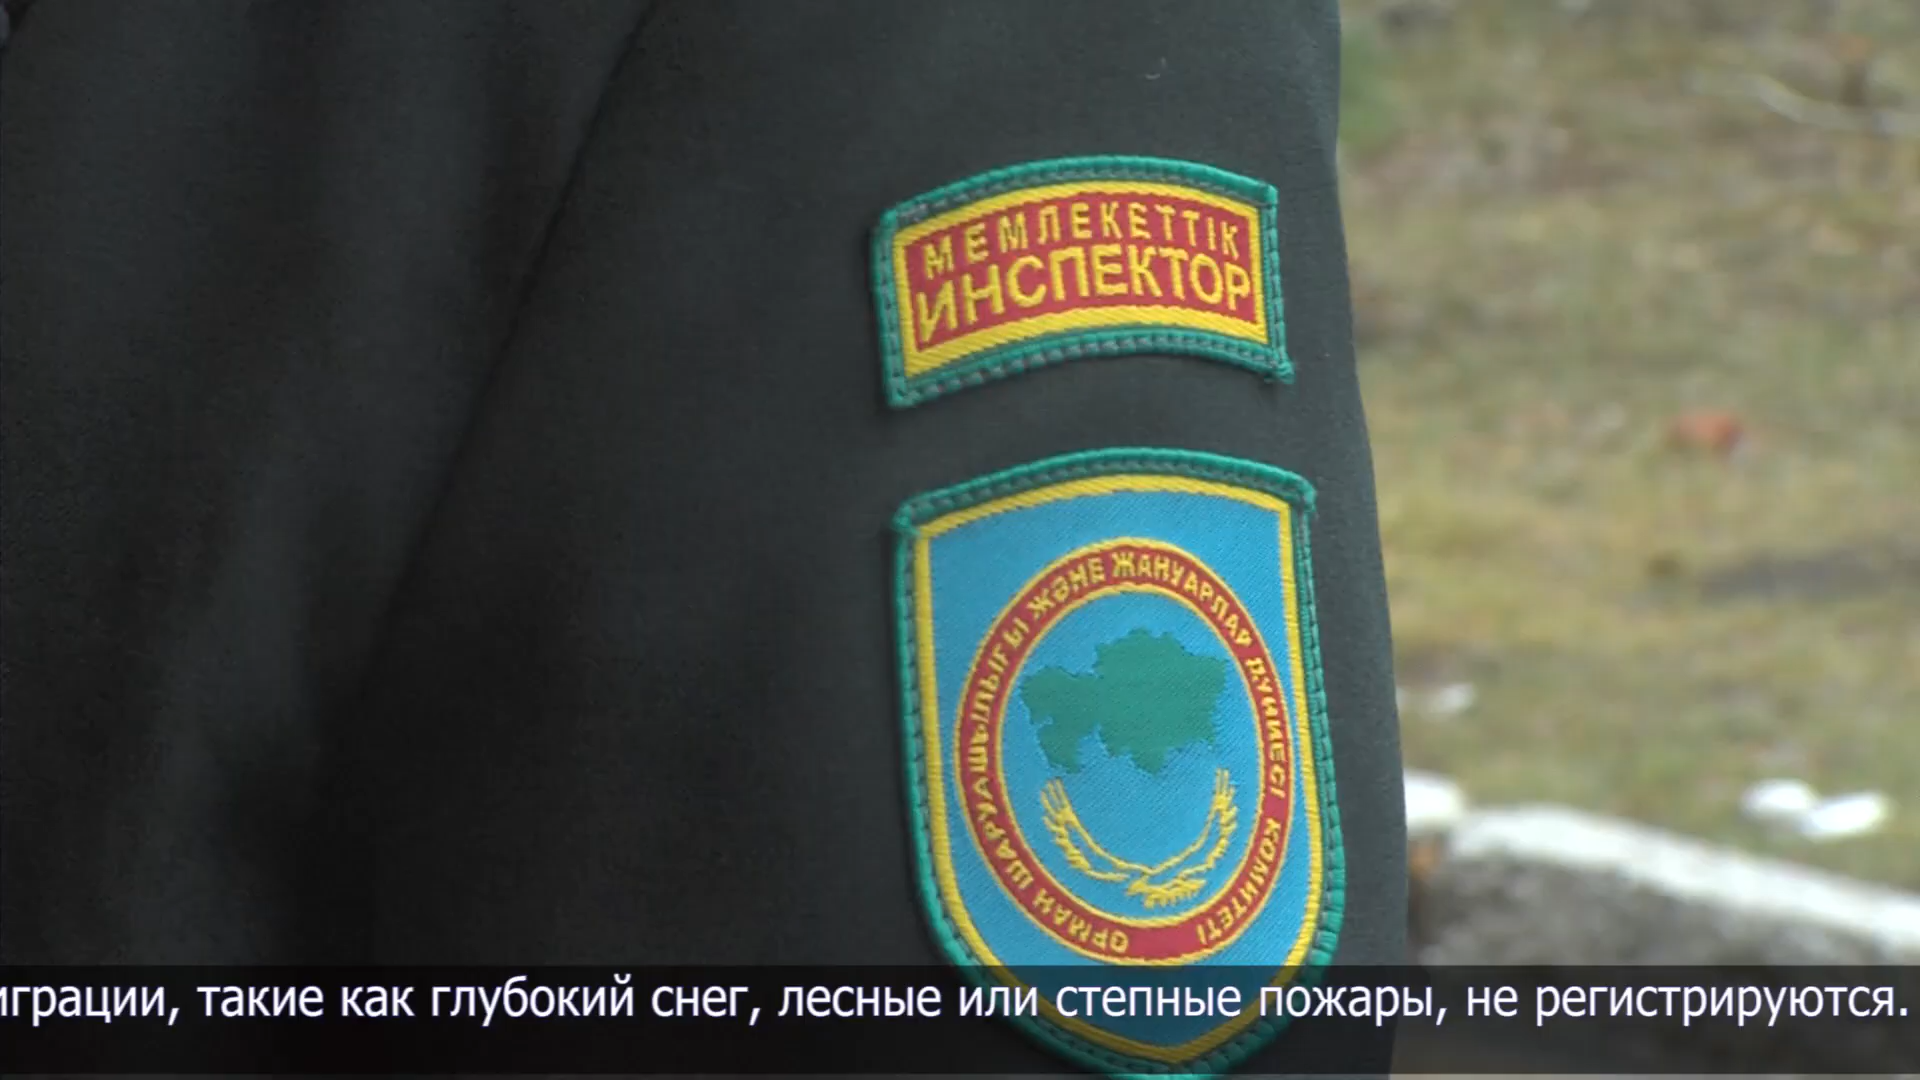 МЕМЛЕКЕТТІК
ИНСПЕКТОР
ОРМАН ШАРУАШЫЛЫҒЫ ЖӘНЕ ЖАНУАРЛАР ДҮНИЕСІ КОМИТЕТІ
играции, такие как глубокий снег, лесные или степные пожары, не регистрируются.